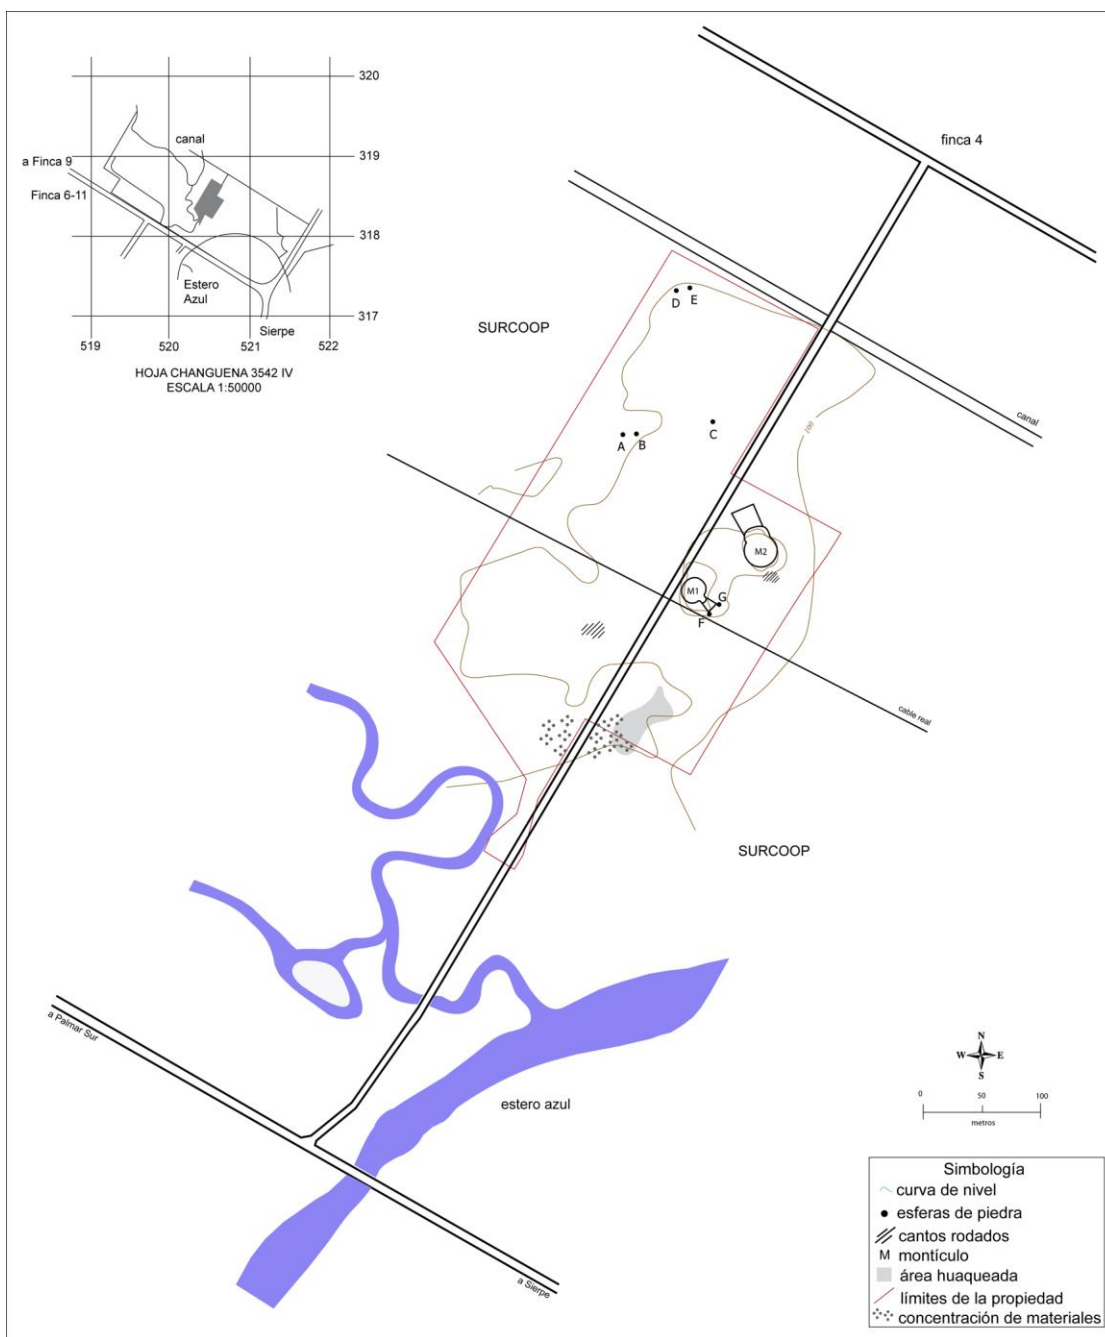 320
canal
319
a Finca 9
Finca 6-11
318
Estero
Azul
317
Sierpe
519
520
521
522
HOJA CHANGUENA 3542 IV
ESCALA 1:50000
finca 4
SURCOOP
D
E
canal
100
A
B
C
M2
M1
G
F
cable real
SURCOOP
a Palmar Sur
estero azul
a Sierpe
N
W
E
S
0
50
100
metros
Simbología
curva de nivel
esferas de piedra
cantos rodados
M montículo
área huaqueada
límites de la propiedad
concentración de materiales